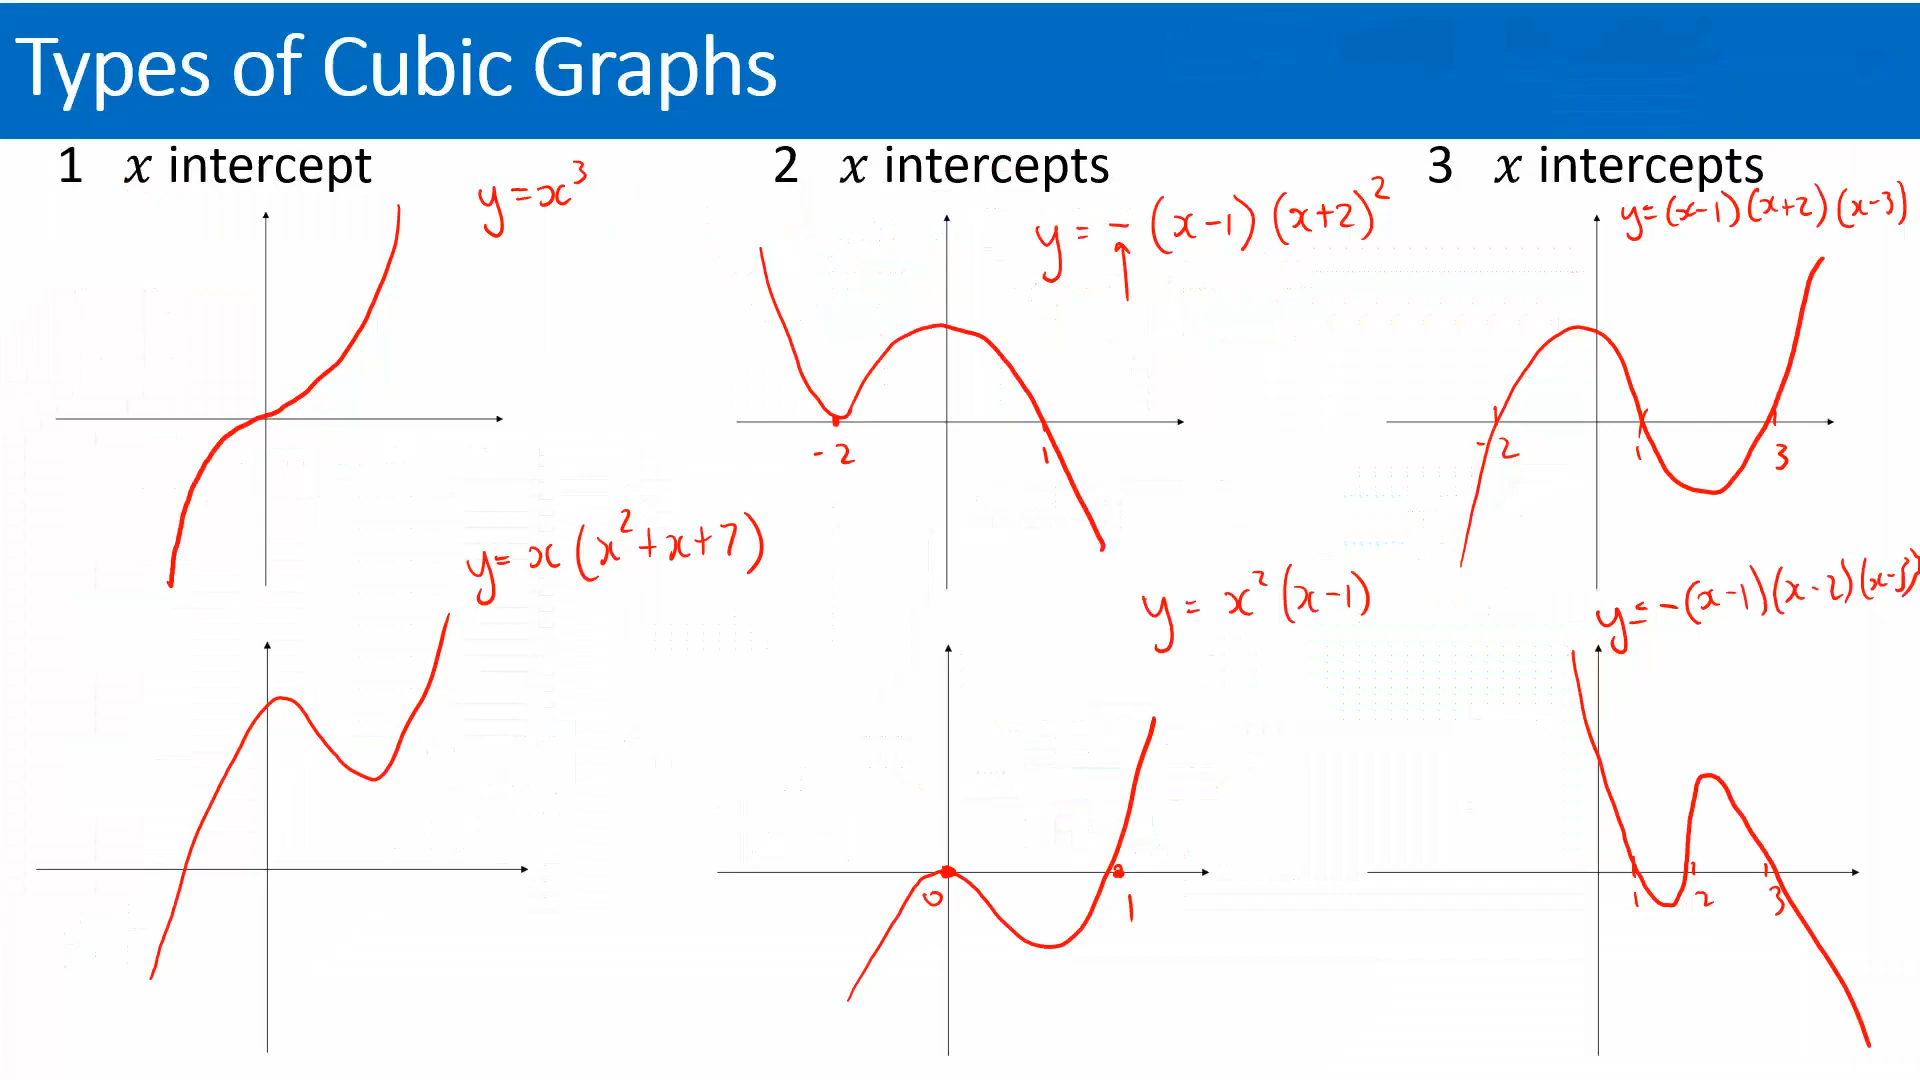 Types of Cubic Graphs
1 x intercept
y = x³
2 x intercepts
y = - (x-1) (x+2)²
3 x intercepts
y = (x-1) (x+2) (x-3)
-2
1
-2
1
3
y = x (x²+x+7)
y = x² (x-1)
y = -(x-1)(x-2)(x-3)
0
1
1
2
3